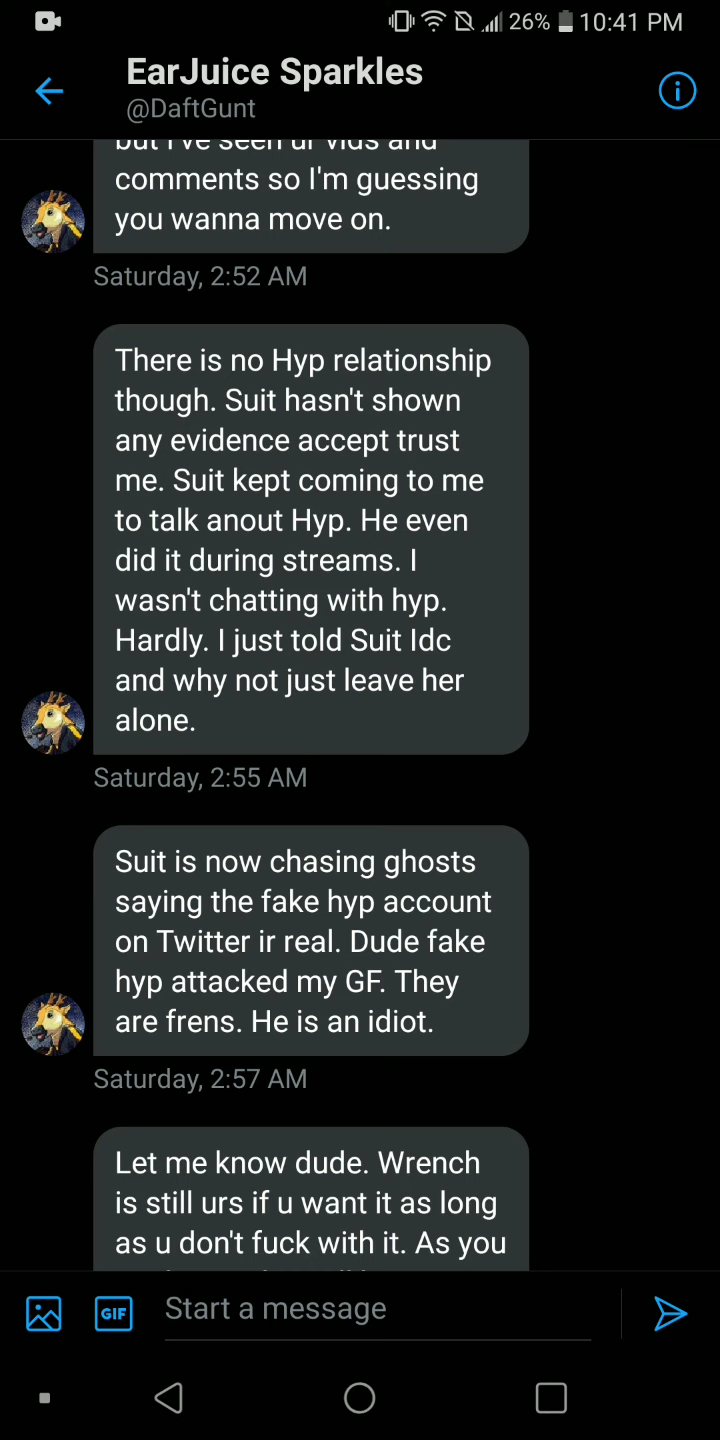 26% 10:41 PM
EarJuice Sparkles
@DaftGunt
but I've seen ur vids and
comments so I'm guessing
you wanna move on.
Saturday, 2:52 AM
There is no Hyp relationship
though. Suit hasn't shown
any evidence accept trust
me. Suit kept coming to me
to talk anout Hyp. He even
did it during streams. I
wasn't chatting with hyp.
Hardly. I just told Suit Idc
and why not just leave her
alone.
Saturday, 2:55 AM
Suit is now chasing ghosts
saying the fake hyp account
on Twitter ir real. Dude fake
hyp attacked my GF. They
are frens. He is an idiot.
Saturday, 2:57 AM
Let me know dude. Wrench
is still urs if u want it as long
as u don't fuck with it. As you
GIF Start a message